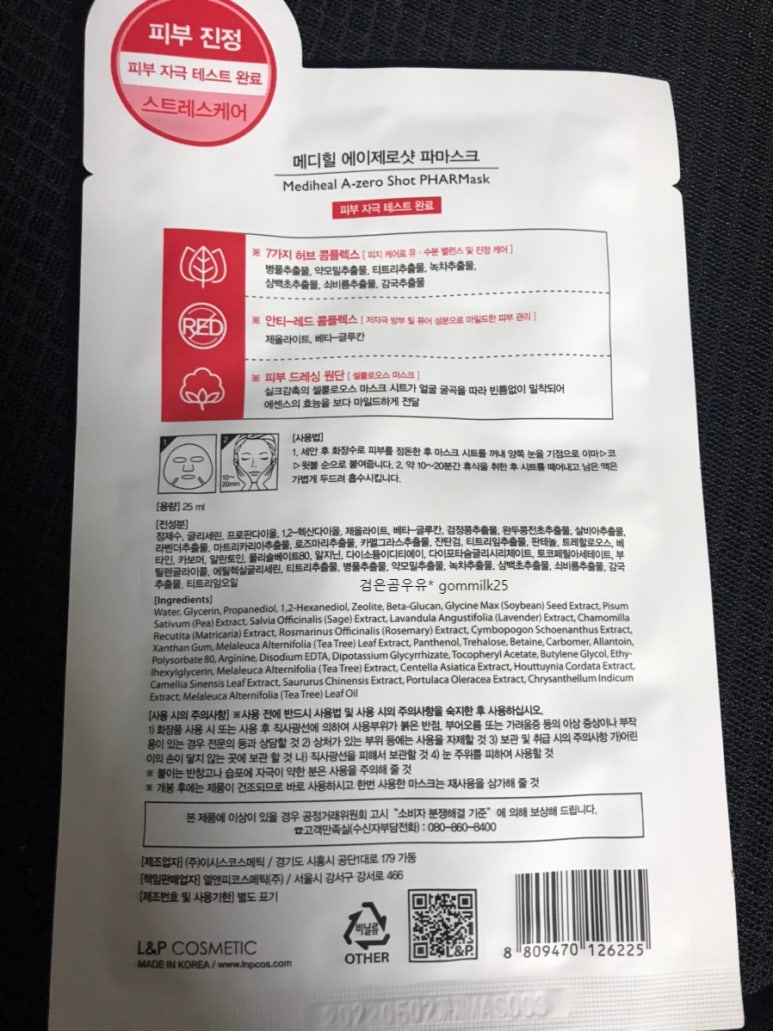 피부 진정
피부 자극 테스트 완료
스트레스케어
메디힐 에이제로샷 파마스크
Mediheal A-zero Shot PHARMask
피부 자극 테스트 완료
※ 7가지 허브 콤플렉스 [ 피지 케어로 유·수분 밸런스 및 진정 케어 ]
병풀추출물, 약모밀추출물, 티트리추출물, 녹차추출물,
삼백초추출물, 쇠비름추출물, 감국추출물
RED
※ 안티-레드 콤플렉스 [ 저자극 방부 및 퓨어 성분으로 마일드한 피부 관리 ]
제올라이트, 베타-글루칸
※ 피부 드레싱 원단 [ 셀룰로오스 마스크 ]
실크감촉의 셀룰로오스 마스크 시트가 얼굴 굴곡을 따라 빈틈없이 밀착되어
에센스의 효능을 보다 마일드하게 전달
1
2
10~
20min
[사용법]
1. 세안 후 화장수로 피부를 정돈한 후 마스크 시트를 꺼내 양쪽 눈을 기점으로 이마▷코
▷윗볼 순으로 붙여줍니다. 2. 약 10~20분간 휴식을 취한 후 시트를 떼어내고 남은 액은
가볍게 두드려 흡수시킵니다.
[용량] 25 ml
[전성분]
정제수, 글리세린, 프로판다이올, 1,2-헥산다이올, 제올라이트, 베타-글루칸, 검정콩추출물, 완두콩전초추출물, 살비아추출물,
라벤더추출물, 마트리카리아추출물, 로즈마리추출물, 카멜그라스추출물, 잔탄검, 티트리잎추출물, 판테놀, 트레할로오스, 베
타인, 카보머, 알란토인, 폴리솔베이트80, 알지닌, 다이소듐이디티에이, 다이포타슘글리시리제이트, 토코페릴아세테이트, 부
틸렌글라이콜, 에틸헥실글리세린, 티트리추출물, 병풀추출물, 약모밀추출물, 녹차추출물, 삼백초추출물, 쇠비름추출물, 감국
추출물, 티트리잎오일
검은곰우유* gommilk25
[Ingredients]
Water, Glycerin, Propanediol, 1,2-Hexanediol, Zeolite, Beta-Glucan, Glycine Max (Soybean) Seed Extract, Pisum
Sativum (Pea) Extract, Salvia Officinalis (Sage) Extract, Lavandula Angustifolia (Lavender) Extract, Chamomilla
Recutita (Matricaria) Extract, Rosmarinus Officinalis (Rosemary) Extract, Cymbopogon Schoenanthus Extract,
Xanthan Gum, Melaleuca Alternifolia (Tea Tree) Leaf Extract, Panthenol, Trehalose, Betaine, Carbomer, Allantoin,
Polysorbate 80, Arginine, Disodium EDTA, Dipotassium Glycyrrhizate, Tocopheryl Acetate, Butylene Glycol, Ethy-
lhexylglycerin, Melaleuca Alternifolia (Tea Tree) Extract, Centella Asiatica Extract, Houttuynia Cordata Extract,
Camellia Sinensis Leaf Extract, Saururus Chinensis Extract, Portulaca Oleracea Extract, Chrysanthellum Indicum
Extract, Melaleuca Alternifolia (Tea Tree) Leaf Oil
[사용 시의 주의사항] ※사용 전에 반드시 사용법 및 사용 시의 주의사항을 숙지한 후 사용하십시오.
1) 화장품 사용 시 또는 사용 후 직사광선에 의하여 사용부위가 붉은 반점, 부어오름 또는 가려움증 등의 이상 증상이나 부작
용이 있는 경우 전문의 등과 상담할 것 2) 상처가 있는 부위 등에는 사용을 자제할 것 3) 보관 및 취급 시의 주의사항 가)어린
이의 손이 닿지 않는 곳에 보관 할 것 나) 직사광선을 피해서 보관할 것 4) 눈 주위를 피하여 사용할 것
※ 붙이는 반창고나 습포에 자극이 약한 분은 사용을 주의해 줄 것
※ 개봉 후에는 제품이 건조되므로 바로 사용하시고 한번 사용한 마스크는 재사용을 삼가해 줄 것
본 제품에 이상이 있을 경우 공정거래위원회 고시 "소비자 분쟁해결 기준" 에 의해 보상해 드립니다.
☎고객만족실(수신자부담전화) : 080-860-8400
[제조업자] (주)이시스코스메틱 / 경기도 시흥시 공단1대로 179 가동
[책임판매업자] 엘앤피코스메틱(주) / 서울시 강서구 강서로 466
[제조번호 및 사용기한] 별도 표기
L&P COSMETIC
MADE IN KOREA / www.lnpcos.com
비닐류
OTHER
L&P.
8 809470 126225